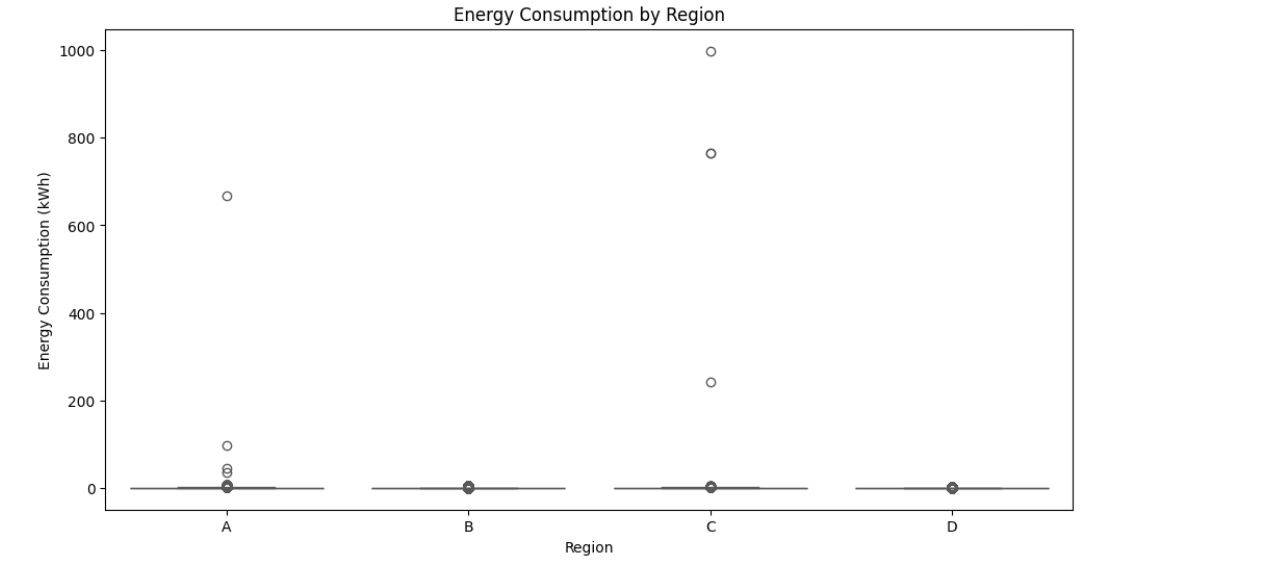 Energy Consumption by Region
1000
800
600
400
200
0
Energy Consumption (kWh)
A B C D
Region